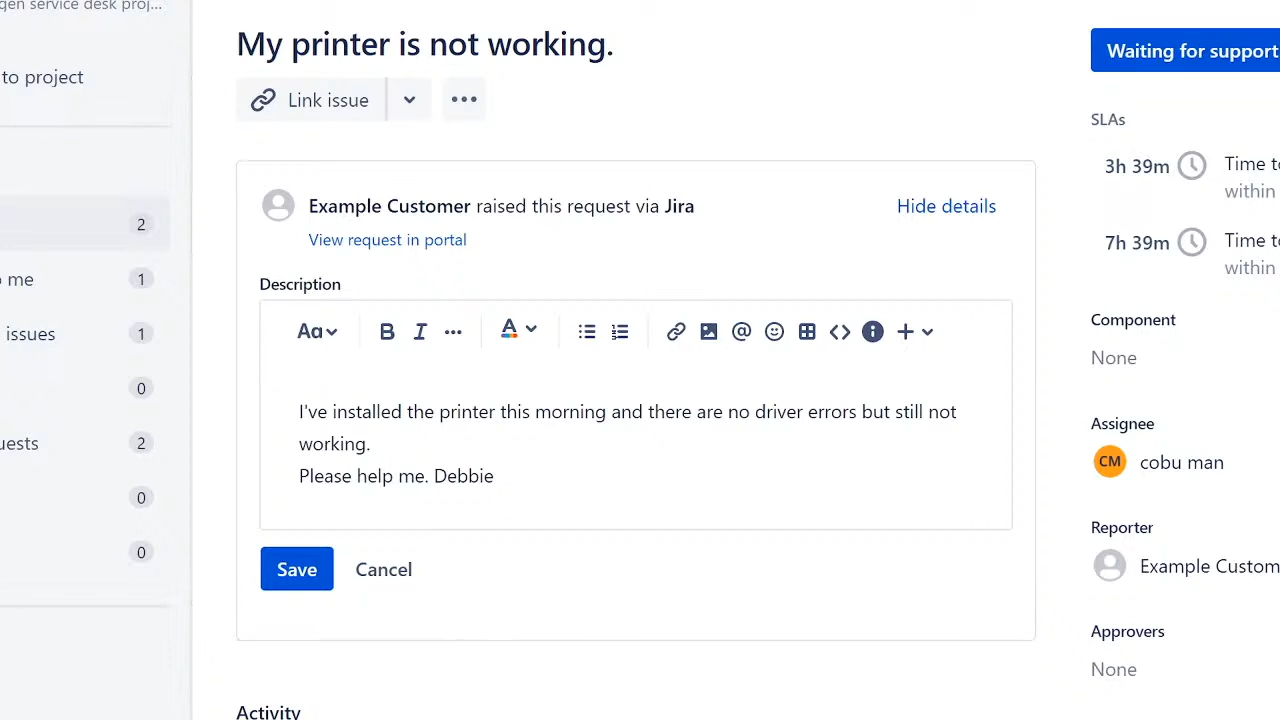 gen service desk proj...
to project
2
me
1
issues
1
0
uests
2
0
0
My printer is not working.
Link issue
Example Customer raised this request via Jira
Hide details
View request in portal
Description
Aa
B I A
I've installed the printer this morning and there are no driver errors but still not
working.
Please help me. Debbie
Save Cancel
Activity
Waiting for support
SLAs
3h 39m Time to
within
7h 39m Time to
within
Component
None
Assignee
CM cobu man
Reporter
Example Custom
Approvers
None